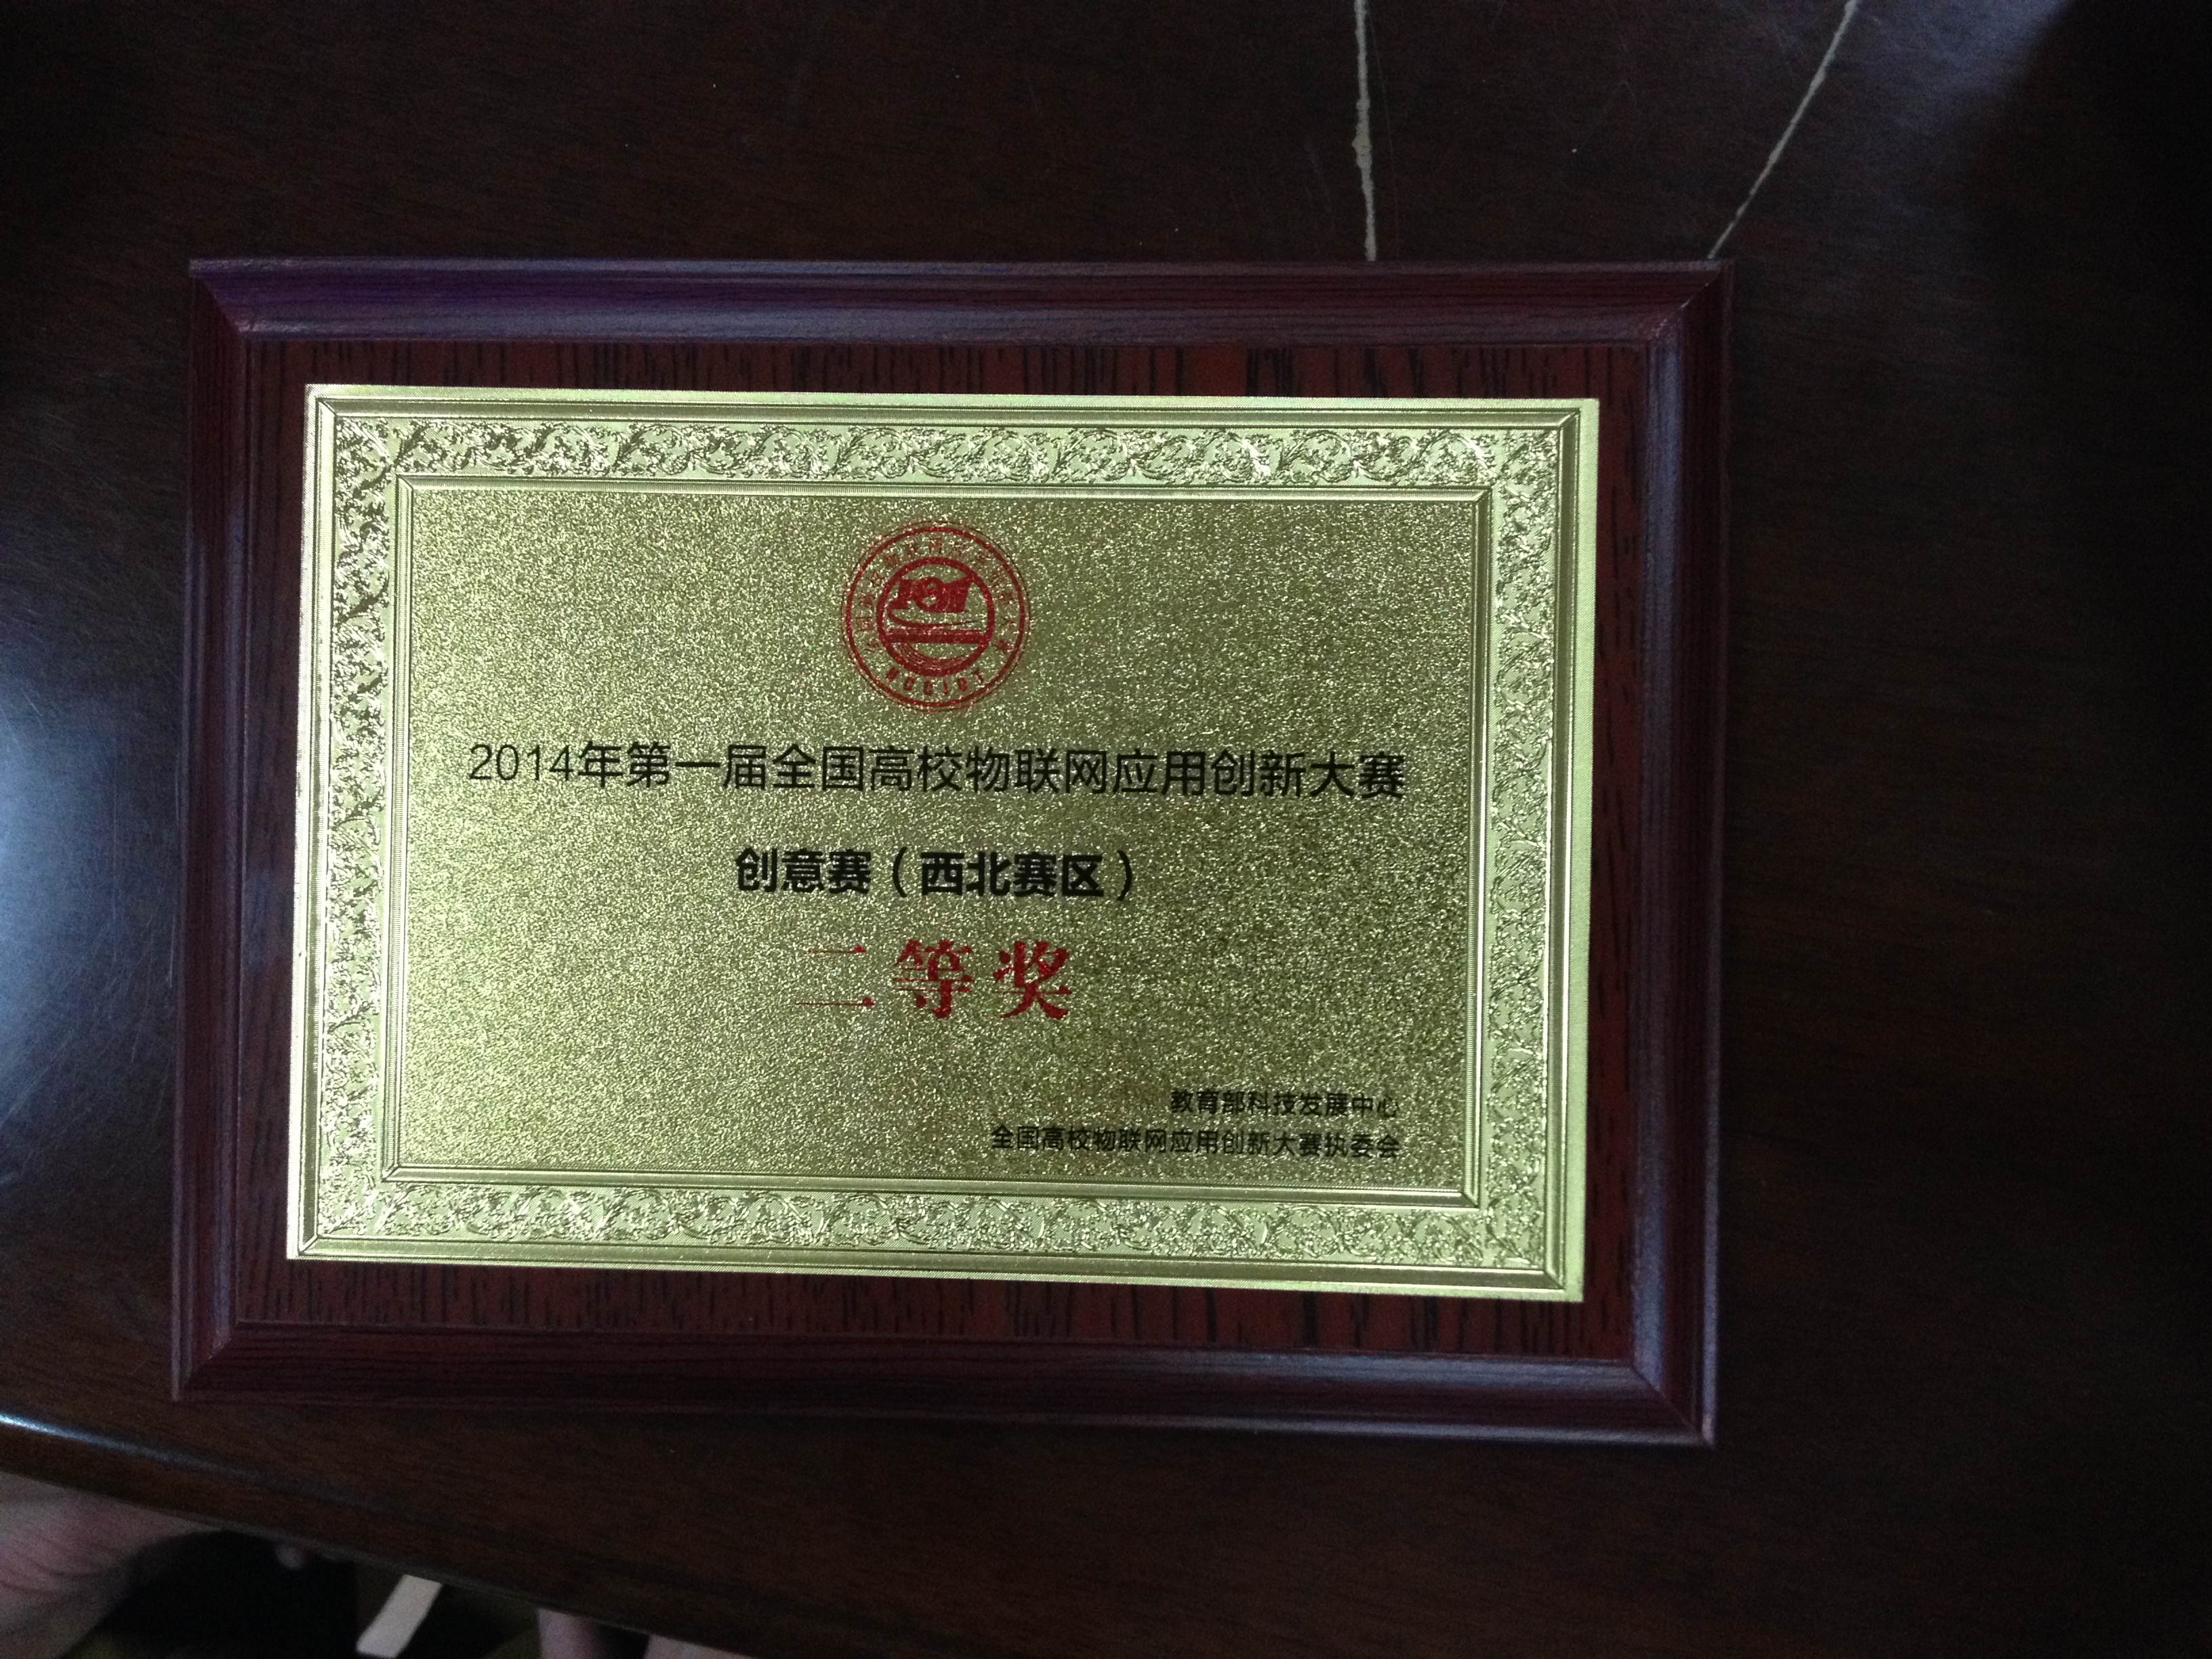 2014年第一届全国高校物联网应用创新大赛
创意赛（西北赛区）
二等奖
教育部科技发展中心
全国高校物联网应用创新大赛执委会